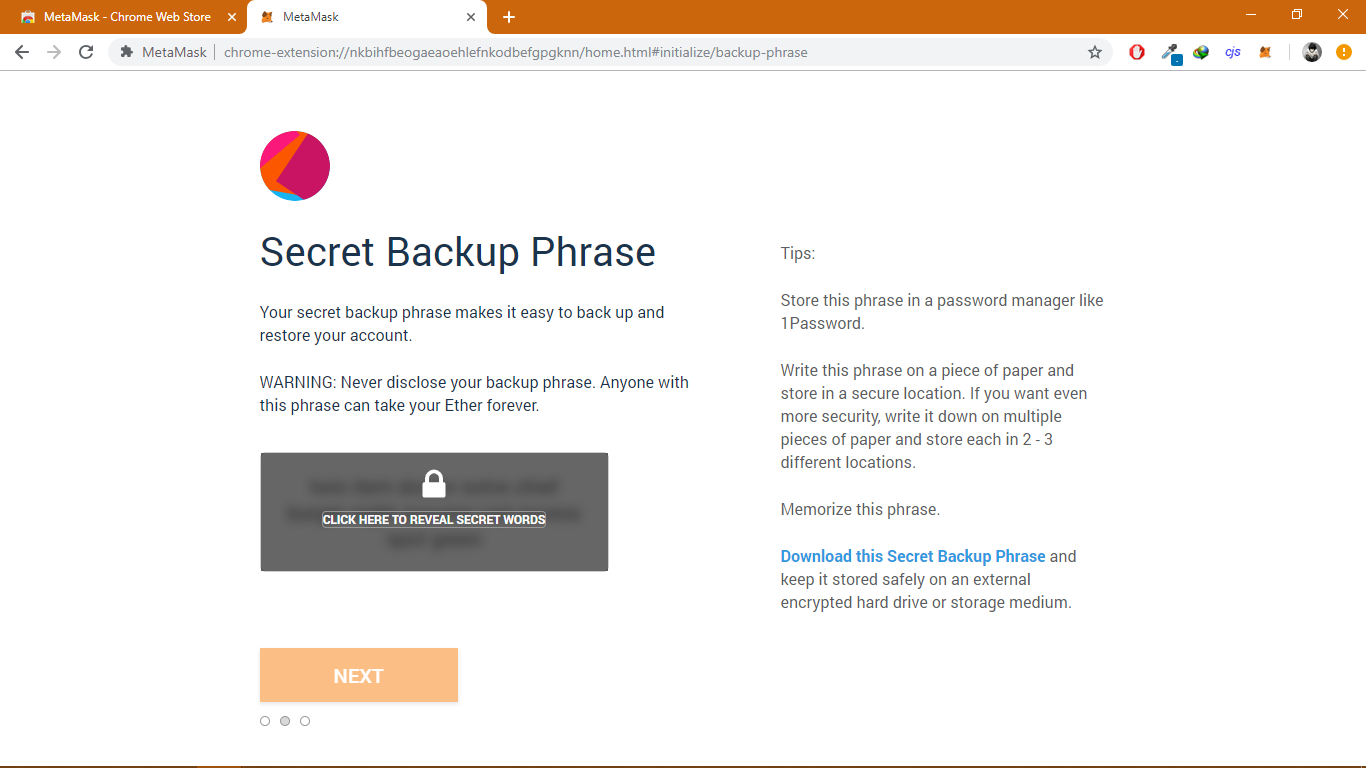 MetaMask - Chrome Web Store
MetaMask
MetaMask
chrome-extension://nkbihfbeogaeaoehlefnkodbefgpgknn/home.html#initialize/backup-phrase
cjs
Secret Backup Phrase
Your secret backup phrase makes it easy to back up and
restore your account.
WARNING: Never disclose your backup phrase. Anyone with
this phrase can take your Ether forever.
CLICK HERE TO REVEAL SECRET WORDS
NEXT
Tips:
Store this phrase in a password manager like
1Password.
Write this phrase on a piece of paper and
store in a secure location. If you want even
more security, write it down on multiple
pieces of paper and store each in 2 - 3
different locations.
Memorize this phrase.
Download this Secret Backup Phrase and
keep it stored safely on an external
encrypted hard drive or storage medium.